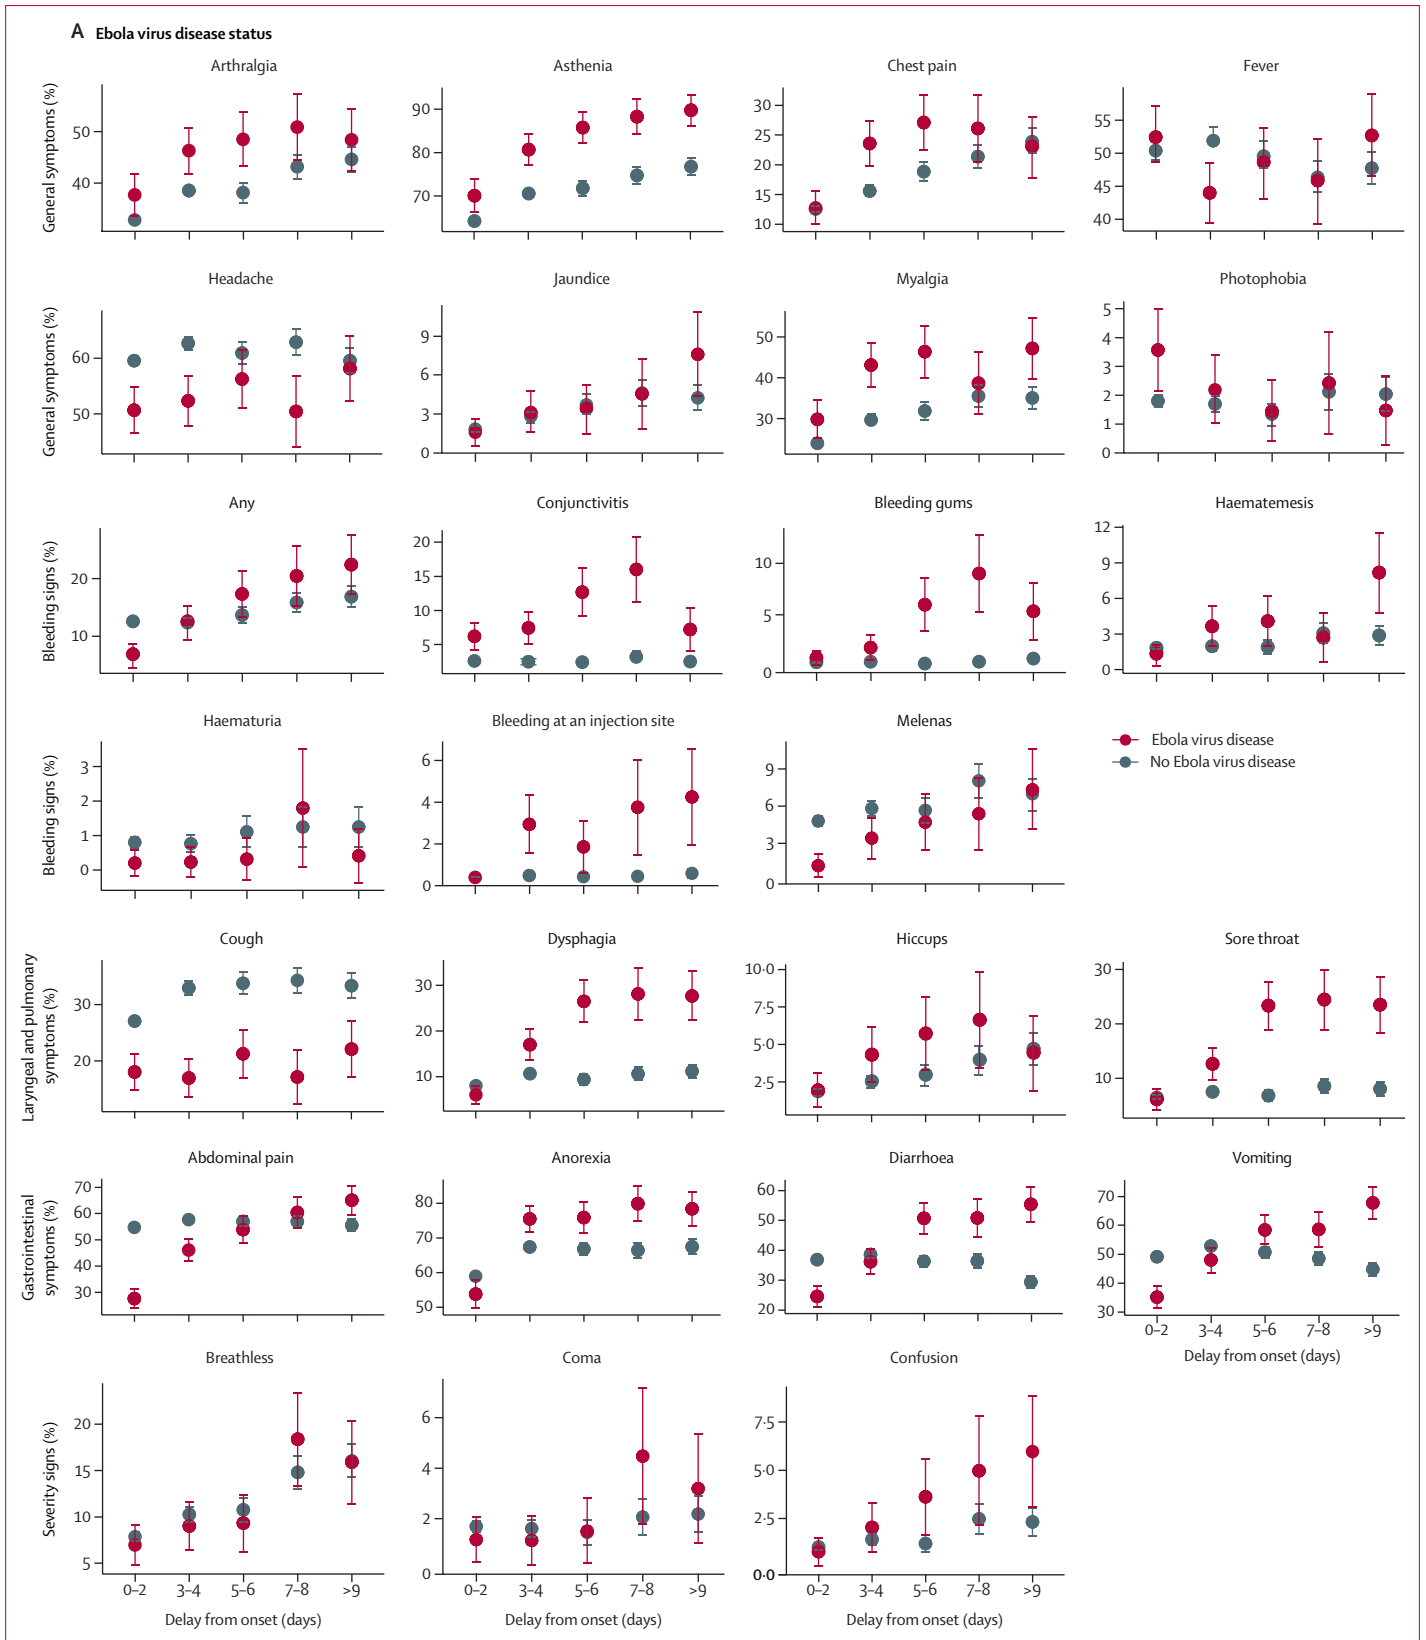 A Ebola virus disease status
Arthralgia
Asthenia
Chest pain
Fever
General symptoms (%)
50
40
90
80
70
30
25
20
15
10
55
50
45
40
Headache
Jaundice
Myalgia
Photophobia
General symptoms (%)
60
50
9
6
3
0
50
40
30
5
4
3
2
1
0
Any
Conjunctivitis
Bleeding gums
Haematemesis
Bleeding signs (%)
20
10
20
15
10
5
10
5
0
12
9
6
3
0
Haematuria
Bleeding at an injection site
Melenas
Bleeding signs (%)
3
2
1
0
6
4
2
0
9
6
3
0
Ebola virus disease
No Ebola virus disease
Cough
Dysphagia
Hiccups
Sore throat
Laryngeal and pulmonary
symptoms (%)
30
20
30
20
10
10·0
7·5
5·0
2·5
30
20
10
Abdominal pain
Anorexia
Diarrhoea
Vomiting
Gastrointestinal
symptoms (%)
70
60
50
40
30
80
70
60
50
60
50
40
30
20
70
60
50
40
30
0–2 3–4 5–6 7–8 >9
Delay from onset (days)
Breathless
Coma
Confusion
Severity signs (%)
20
15
10
5
6
4
2
0
7·5
5·0
2·5
0·0
0–2 3–4 5–6 7–8 >9
0–2 3–4 5–6 7–8 >9
0–2 3–4 5–6 7–8 >9
Delay from onset (days)
Delay from onset (days)
Delay from onset (days)